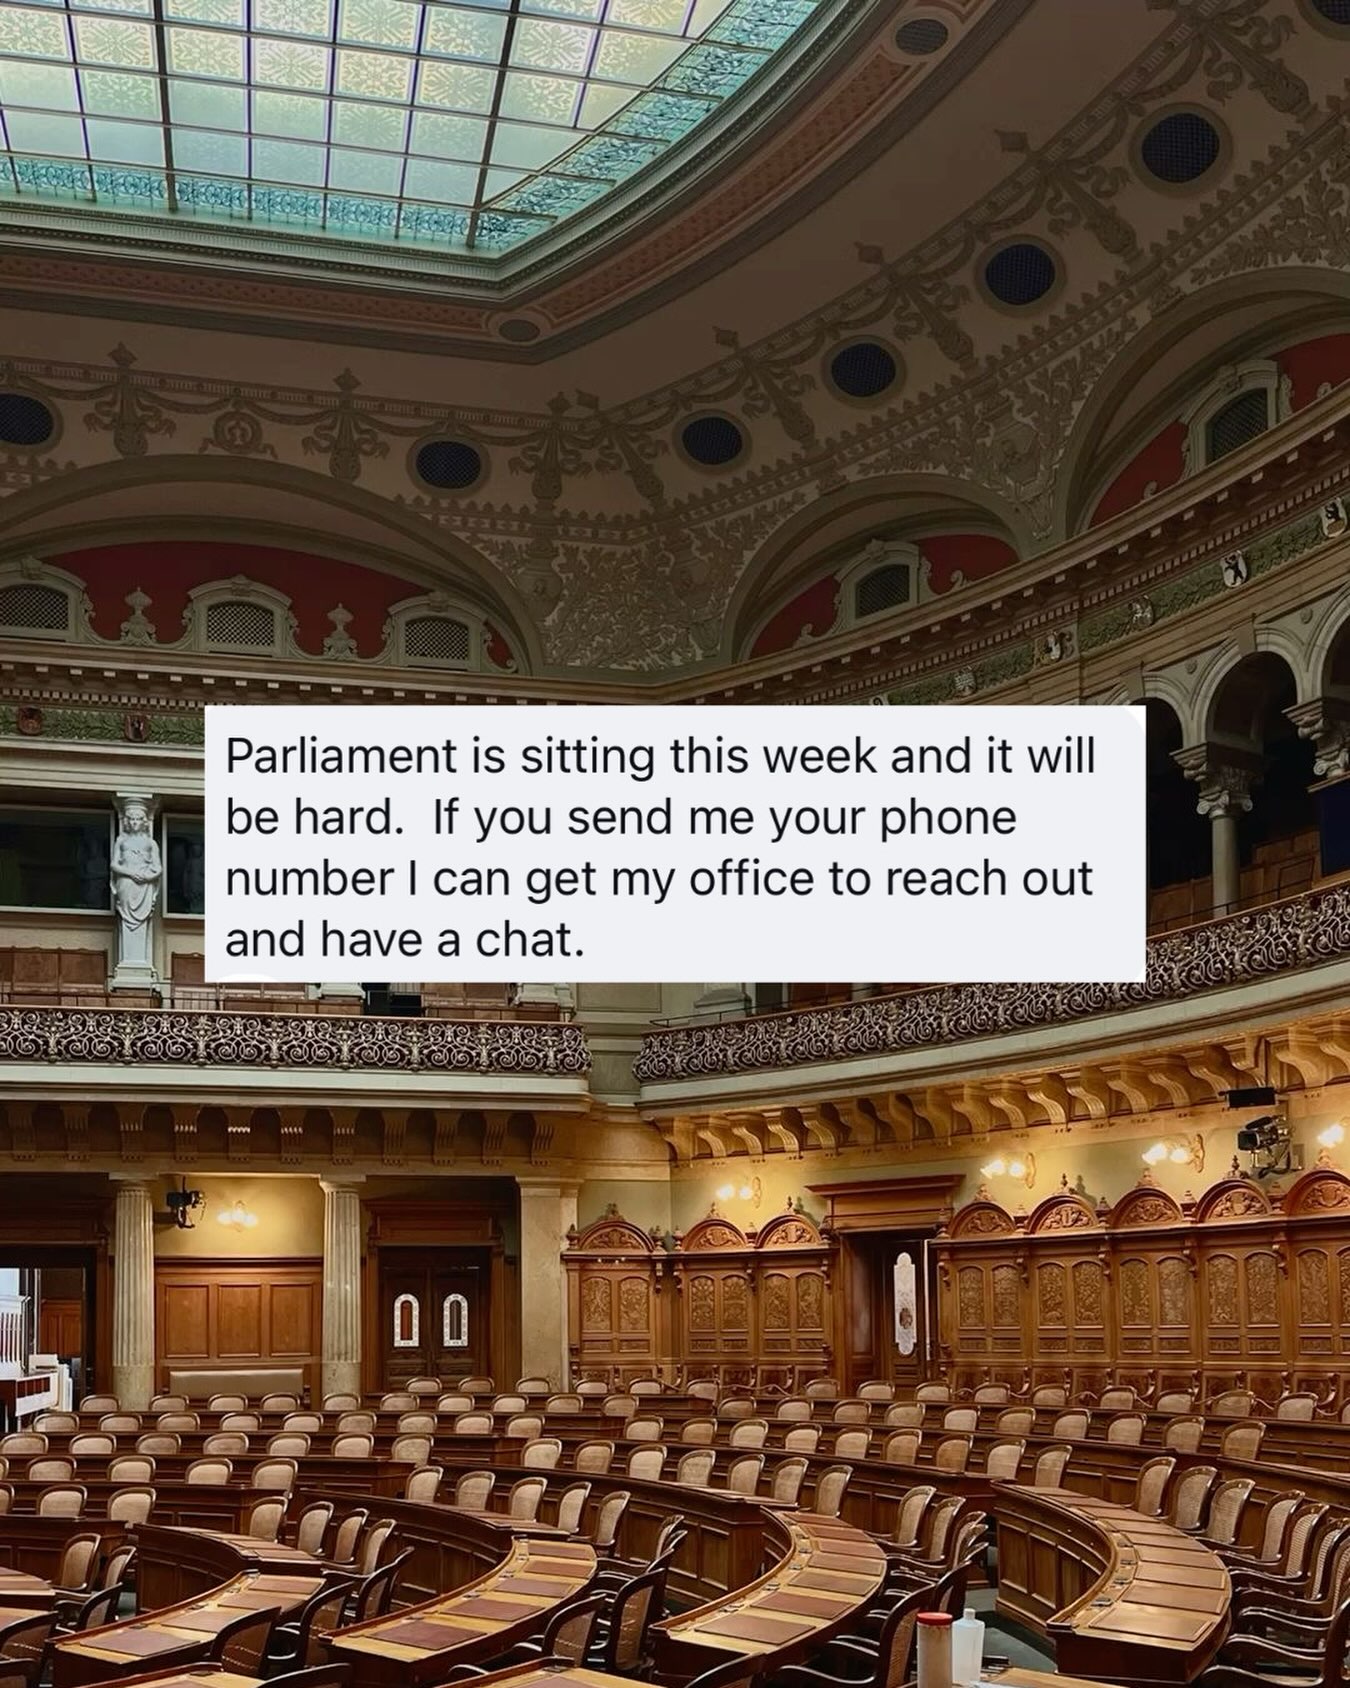 Parliament is sitting this week and it will
be hard.  If you send me your phone
number I can get my office to reach out
and have a chat.